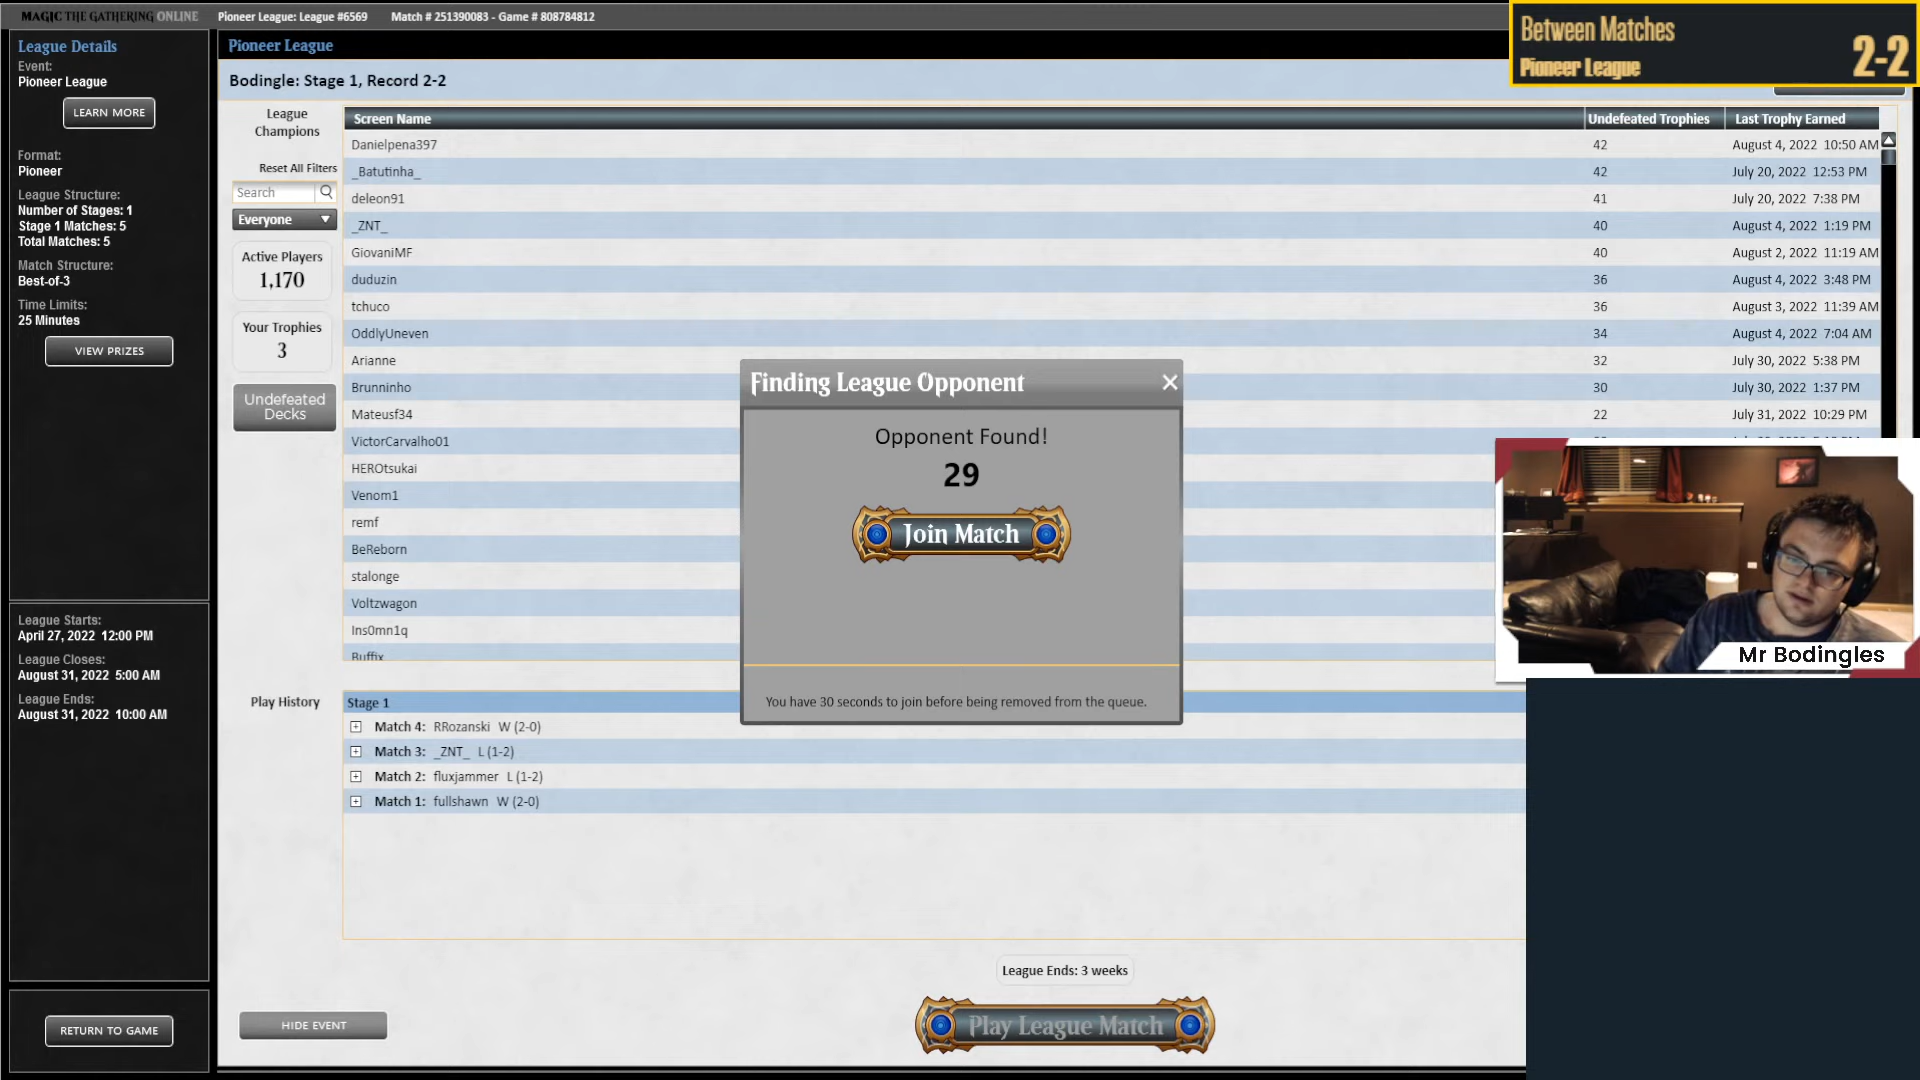 MAGIC THE GATHERING ONLINE
Pioneer League: League #6569
Match # 251390083 - Game # 808784812
Between Matches
Pioneer League
2-2
League Details
Event:
Pioneer League
LEARN MORE
Format:
Pioneer
League Structure:
Number of Stages: 1
Stage 1 Matches: 5
Total Matches: 5
Match Structure:
Best-of-3
Time Limits:
25 Minutes
VIEW PRIZES
League Starts:
April 27, 2022 12:00 PM
League Closes:
August 31, 2022 5:00 AM
League Ends:
August 31, 2022 10:00 AM
RETURN TO GAME
Pioneer League
Bodingle: Stage 1, Record 2-2
League
Champions
Reset All Filters
Search
Everyone
Active Players
1,170
Your Trophies
3
Undefeated
Decks
Screen Name Undefeated Trophies Last Trophy Earned
Danielpena397 42 August 4, 2022 10:50 AM
_Batutinha_ 42 July 20, 2022 12:53 PM
deleon91 41 July 20, 2022 7:38 PM
_ZNT_ 40 August 4, 2022 1:19 PM
GiovaniMF 40 August 2, 2022 11:19 AM
duduzin 36 August 4, 2022 3:48 PM
tchuco 36 August 3, 2022 11:39 AM
OddlyUneven 34 August 4, 2022 7:04 AM
Arianne 32 July 30, 2022 5:38 PM
Brunninho 30 July 30, 2022 1:37 PM
Mateusf34 22 July 31, 2022 10:29 PM
VictorCarvalho01
HEROtsukai
Venom1
remf
BeReborn
stalonge
Voltzwagon
Ins0mn1q
Buffix
Finding League Opponent
Opponent Found!
29
Join Match
You have 30 seconds to join before being removed from the queue.
Mr Bodingles
Play History
Stage 1
Match 4: RRozanski W (2-0)
Match 3: _ZNT_ L (1-2)
Match 2: fluxjammer L (1-2)
Match 1: fullshawn W (2-0)
League Ends: 3 weeks
HIDE EVENT
Play League Match